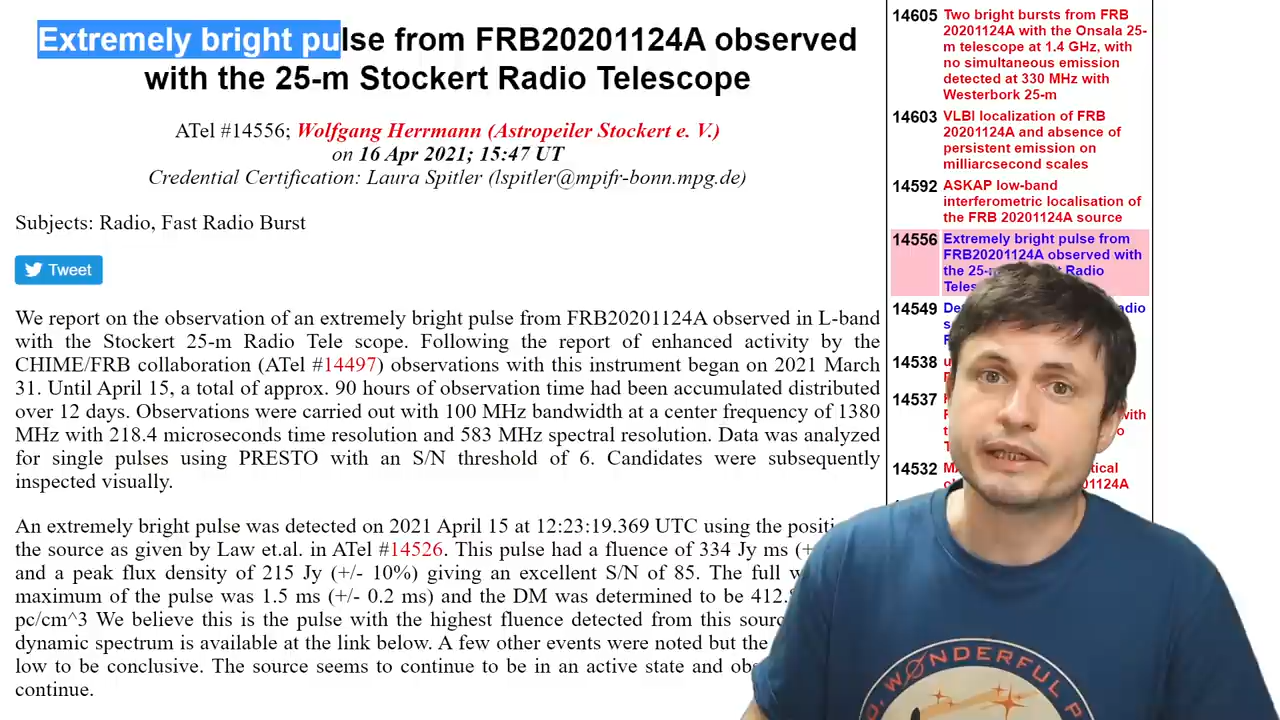 Extremely bright pulse from FRB20201124A observed
with the 25-m Stockert Radio Telescope
ATel #14556; Wolfgang Herrmann (Astropeiler Stockert e. V.)
on 16 Apr 2021; 15:47 UT
Credential Certification: Laura Spitler (lspitler@mpifr-bonn.mpg.de)
Subjects: Radio, Fast Radio Burst
Tweet
We report on the observation of an extremely bright pulse from FRB20201124A observed in L-band
with the Stockert 25-m Radio Tele scope. Following the report of enhanced activity by the
CHIME/FRB collaboration (ATel #14497) observations with this instrument began on 2021 March
31. Until April 15, a total of approx. 90 hours of observation time had been accumulated distributed
over 12 days. Observations were carried out with 100 MHz bandwidth at a center frequency of 1380
MHz with 218.4 microseconds time resolution and 583 MHz spectral resolution. Data was analyzed
for single pulses using PRESTO with an S/N threshold of 6. Candidates were subsequently
inspected visually.
An extremely bright pulse was detected on 2021 April 15 at 12:23:19.369 UTC using the
the source as given by Law et.al. in ATel #14526. This pulse had a fluence of 334 Jy ms
and a peak flux density of 215 Jy (+/- 10%) giving an excellent S/N of 85. The full
maximum of the pulse was 1.5 ms (+/- 0.2 ms) and the DM was determined to be
pc/cm^3 We believe this is the pulse with the highest fluence detected from this
dynamic spectrum is available at the link below. A few other events were noted but the
low to be conclusive. The source seems to continue to be in an active state and
continue.
14605 Two bright bursts from FRB
20201124A with the Onsala 25-
m telescope at 1.4 GHz, with
no simultaneous emission
detected at 330 MHz with
Westerbork 25-m
14603 VLBI localization of FRB
20201124A and absence of
persistent emission on
milliarcsecond scales
14592 ASKAP low-band
interferometric localisation of
the FRB 20201124A source
14556 Extremely bright pulse from
FRB20201124A observed with
the Radio
14549
14538
14537
with
14532
WONDERFUL